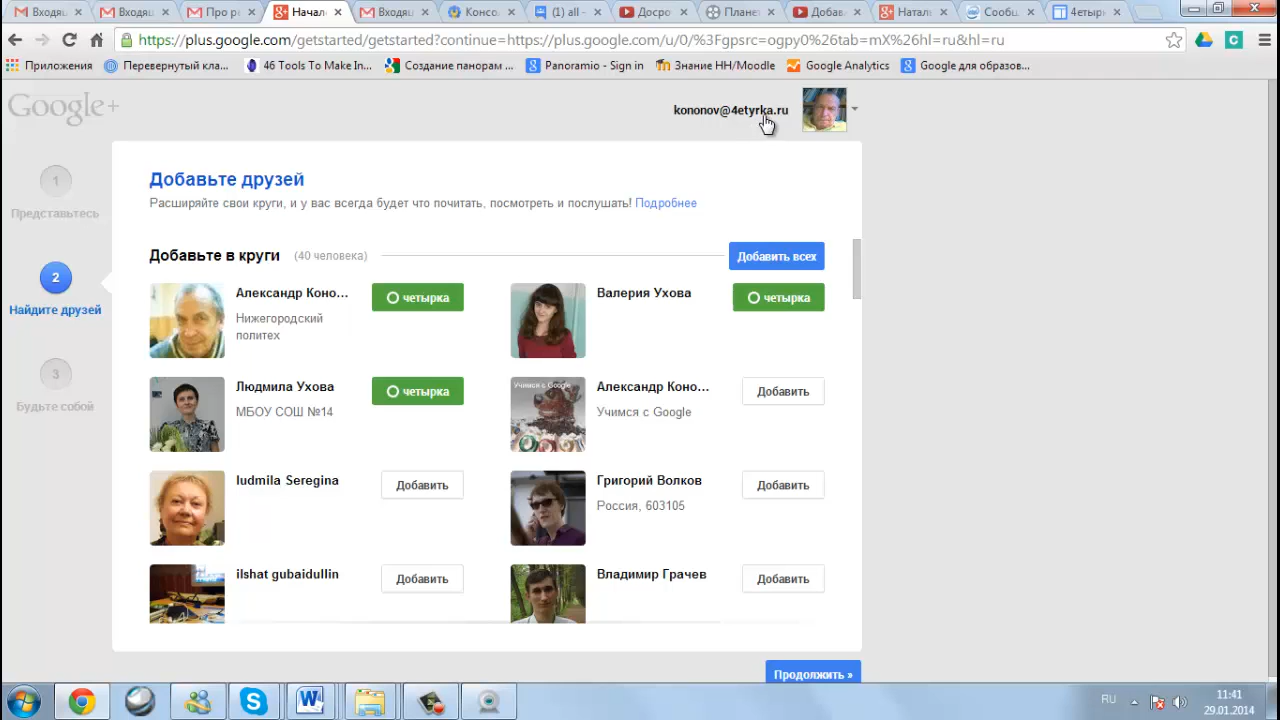 Входящ
Входящ
Про р
Начал
Входящ
Консо
(1) all -
Досро
Планет
Добав
Наталь
Сообщ
4етырк
https://plus.google.com/getstarted/getstarted?continue=https://plus.google.com/u/0/%3Fgpsrc=ogpy0%26tab=mX%26hl=ru&hl=ru
Приложения
Перевернутый кла...
46 Tools To Make In...
Создание панорам ...
Panoramio - Sign in
Знание НН/Moodle
Google Analytics
Google для образов...
Google+
kononov@4etyrka.ru
1
Представьтесь
2
Найдите друзей
3
Будьте собой
Добавьте друзей
Расширяйте свои круги, и у вас всегда будет что почитать, посмотреть и послушать! Подробнее
Добавьте в круги (40 человека)
Добавить всех
Александр Коно...
Нижегородский
политех
четырка
Валерия Ухова
четырка
Людмила Ухова
МБОУ СОШ №14
четырка
Учимся с Google
Александр Коно...
Учимся с Google
Добавить
ludmila Seregina
Добавить
Григорий Волков
Россия, 603105
Добавить
ilshat gubaidullin
Добавить
Владимир Грачев
Добавить
Продолжить »
RU
11:41
29.01.2014